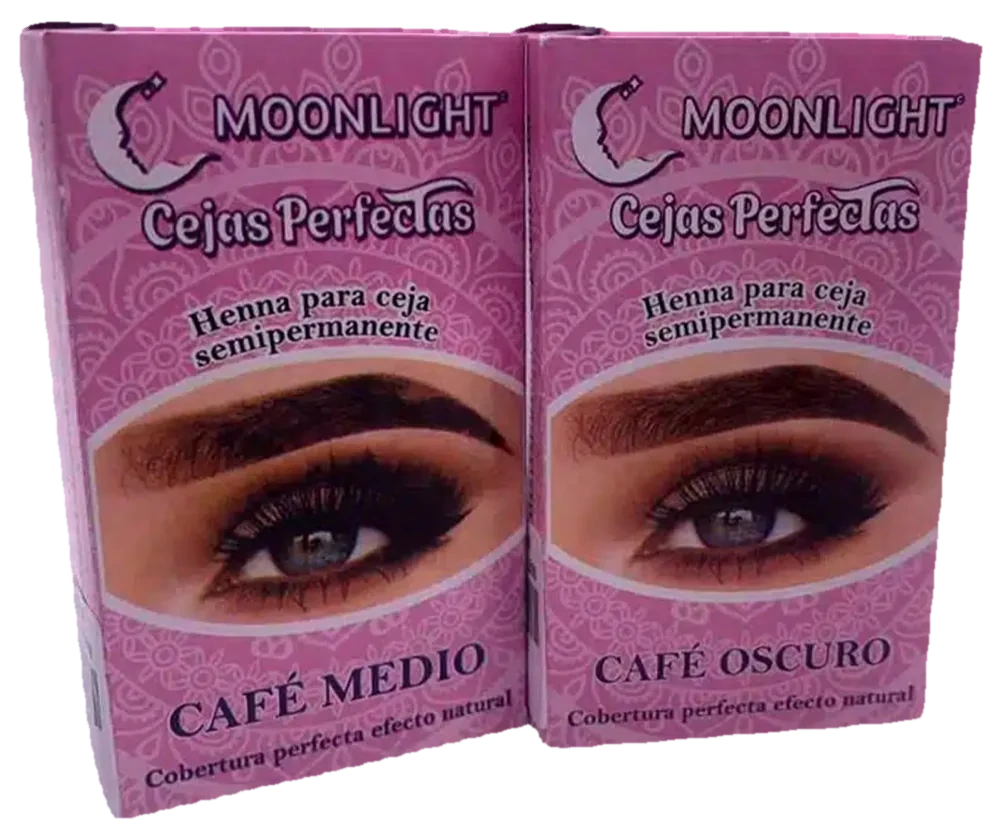 MOONLIGHT
Cejas Perfectas
Henna para ceja
semipermanente
CAFÉ MEDIO
Cobertura perfecta efecto natural
MOONLIGHT
Cejas Perfectas
Henna para ceja
semipermanente
CAFÉ OSCURO
Cobertura perfecta efecto natural